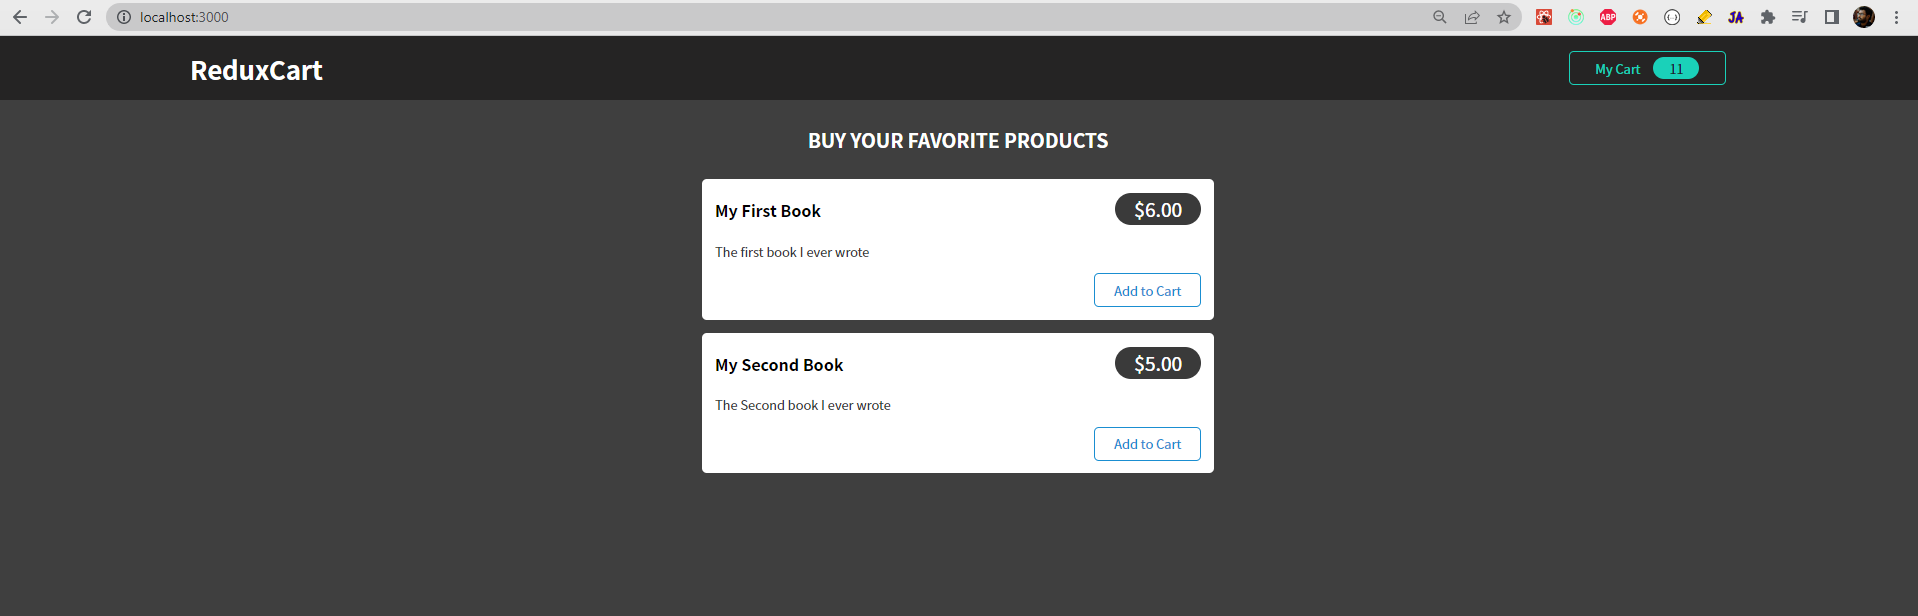 localhost:3000
ABP
JA
ReduxCart
My Cart 11
BUY YOUR FAVORITE PRODUCTS
My First Book $6.00
The first book I ever wrote
Add to Cart
My Second Book $5.00
The Second book I ever wrote
Add to Cart